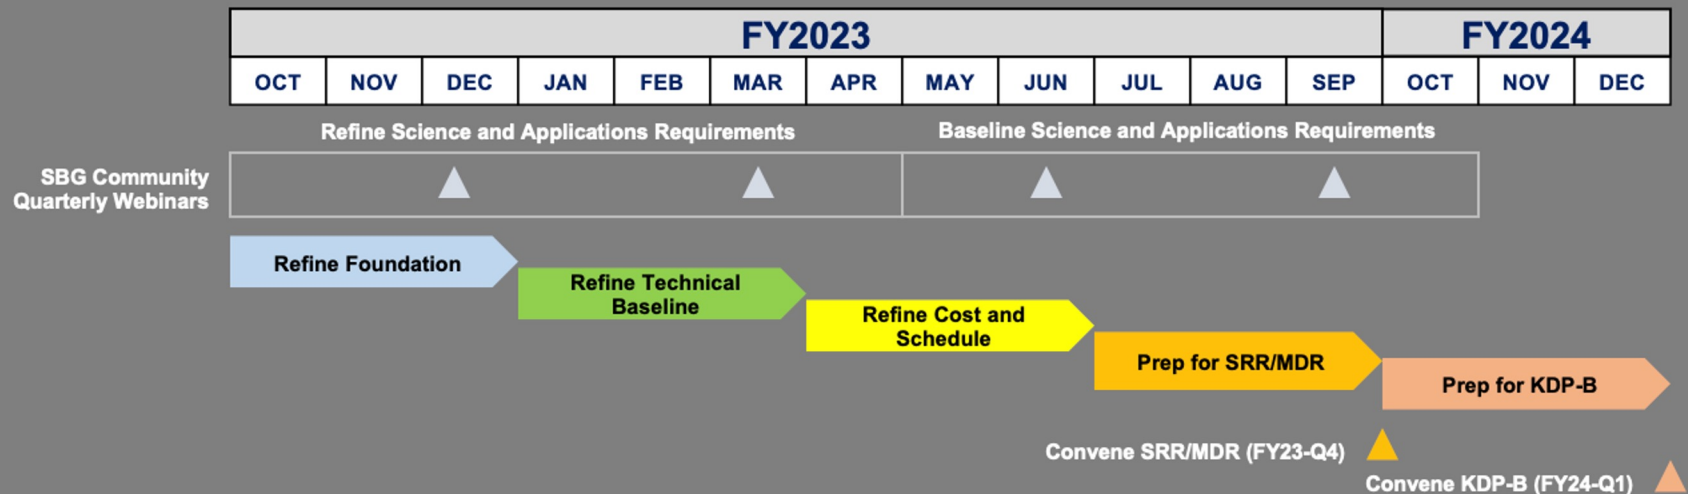 FY2023 FY2024
OCT NOV DEC JAN FEB MAR APR MAY JUN JUL AUG SEP OCT NOV DEC
Refine Science and Applications Requirements Baseline Science and Applications Requirements
SBG Community
Quarterly Webinars
Refine Foundation
Refine Technical
Baseline
Refine Cost and
Schedule
Prep for SRR/MDR
Prep for KDP-B
Convene SRR/MDR (FY23-Q4)
Convene KDP-B (FY24-Q1)